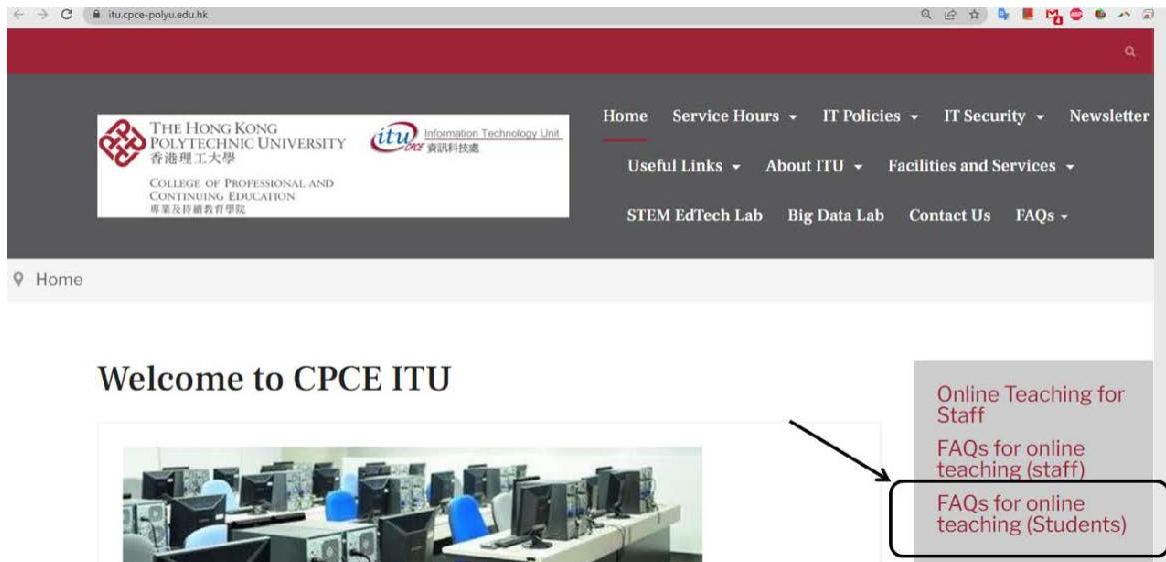 itu.cpce-polyu.edu.hk
4
THE HONG KONG
POLYTECHNIC UNIVERSITY
香港理工大學
COLLEGE OF PROFESSIONAL AND
CONTINUING EDUCATION
專業及持續教育學院
itu
CPCE
Information Technology Unit
資訊科技處
Home Service Hours IT Policies IT Security Newsletter
Useful Links About ITU Facilities and Services
STEM EdTech Lab Big Data Lab Contact Us FAQs
Home
Welcome to CPCE ITU
Online Teaching for
Staff
FAQs for online
teaching (staff)
FAQs for online
teaching (Students)